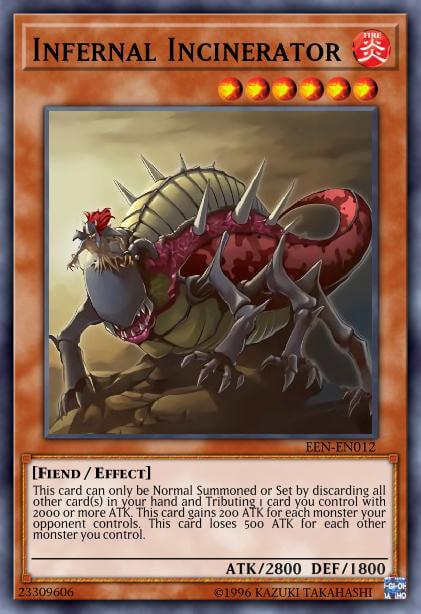 INFERNAL INCINERATOR
FIRE
炎
EEN-EN012
[FIEND / EFFECT]
This card can only be Normal Summoned or Set by discarding all
other card(s) in your hand and Tributing 1 card you control with
2000 or more ATK. This card gains 200 ATK for each monster your
opponent controls. This card loses 500 ATK for each other
monster you control.
ATK/2800 DEF/1800
23309606
©1996 KAZUKI TAKAHASHI